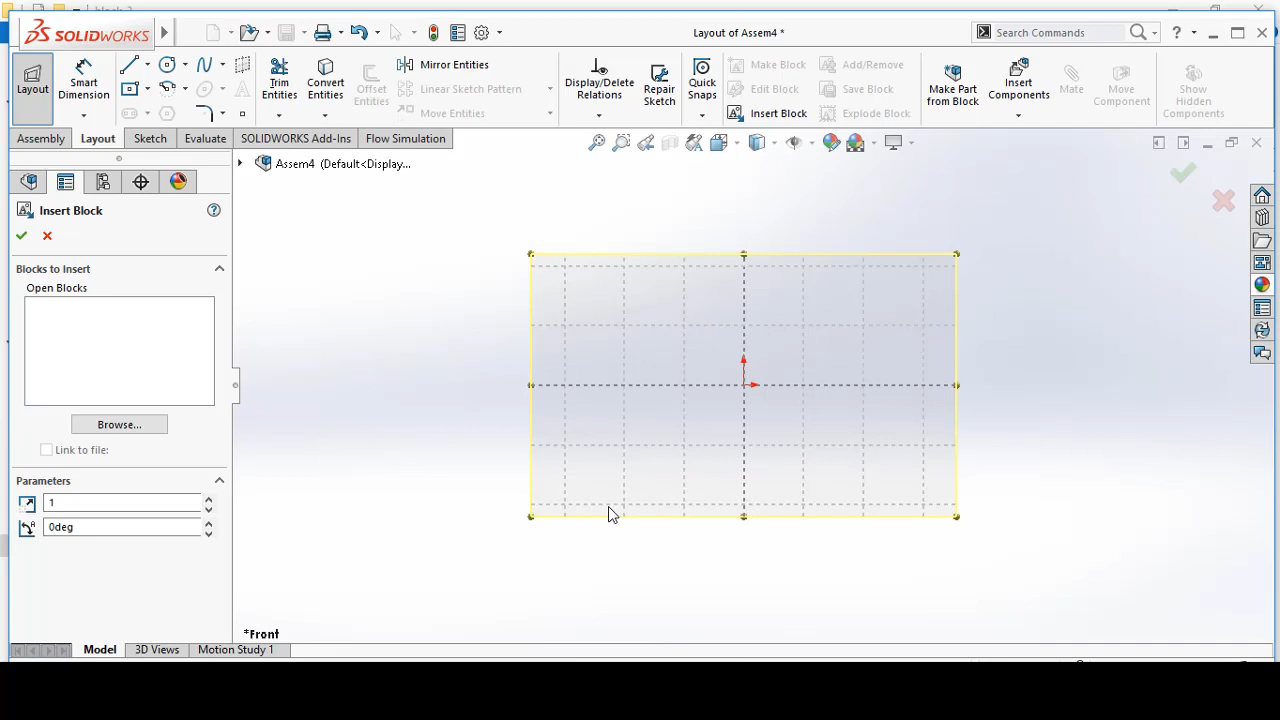 SOLIDWORKS
Layout of Assem4 *
Search Commands
?
Layout
Smart Dimension
Trim Entities
Convert Entities
Offset Entities
Mirror Entities
Linear Sketch Pattern
Move Entities
Display/Delete Relations
Repair Sketch
Quick Snaps
Make Block
Edit Block
Insert Block
Add/Remove
Save Block
Explode Block
Make Part from Block
Insert Components
Mate
Move Component
Show Hidden Components
Assembly
Layout
Sketch
Evaluate
SOLIDWORKS Add-Ins
Flow Simulation
Assem4 (Default<Display...
Insert Block
?
Blocks to Insert
Open Blocks
Browse...
Link to file:
Parameters
1
0deg
*Front
Model
3D Views
Motion Study 1